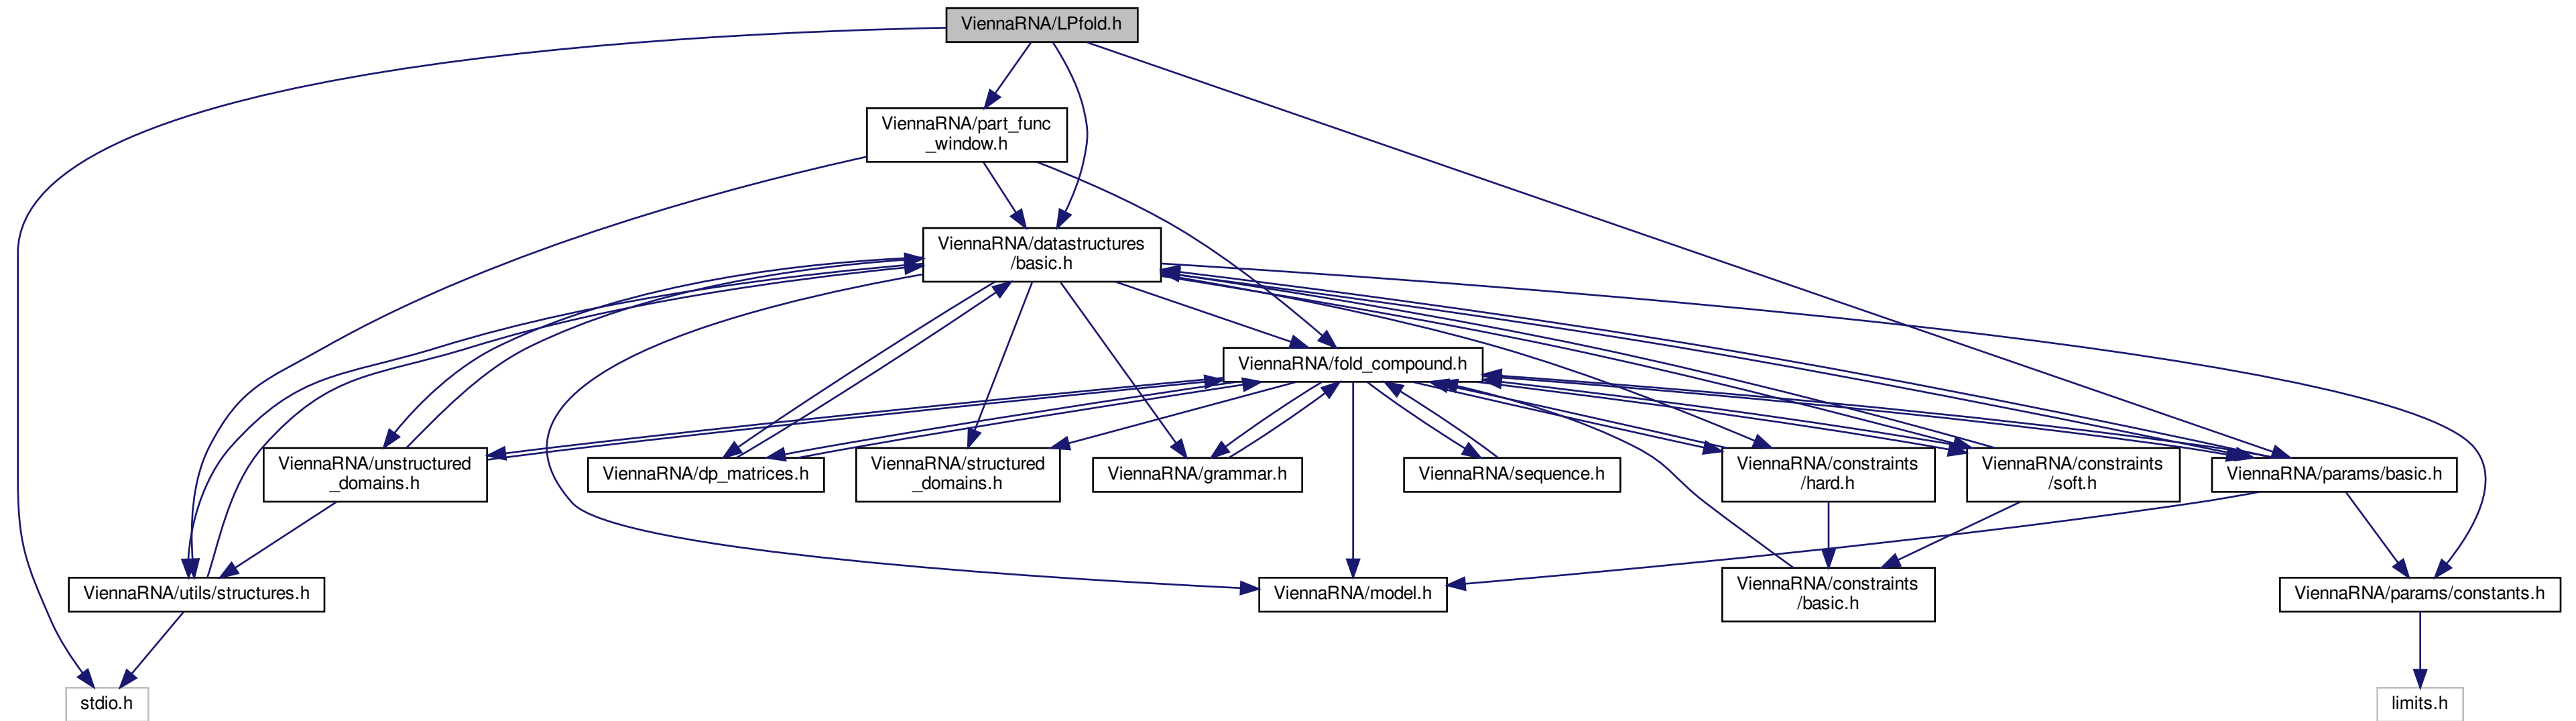 ViennaRNA/LPfold.h
ViennaRNA/part_func
_window.h
ViennaRNA/datastructures
/basic.h
ViennaRNA/fold_compound.h
ViennaRNA/unstructured
_domains.h
ViennaRNA/dp_matrices.h
ViennaRNA/structured
_domains.h
ViennaRNA/grammar.h
ViennaRNA/sequence.h
ViennaRNA/constraints
/hard.h
ViennaRNA/constraints
/soft.h
ViennaRNA/params/basic.h
ViennaRNA/utils/structures.h
ViennaRNA/model.h
ViennaRNA/constraints
/basic.h
ViennaRNA/params/constants.h
stdio.h
limits.h